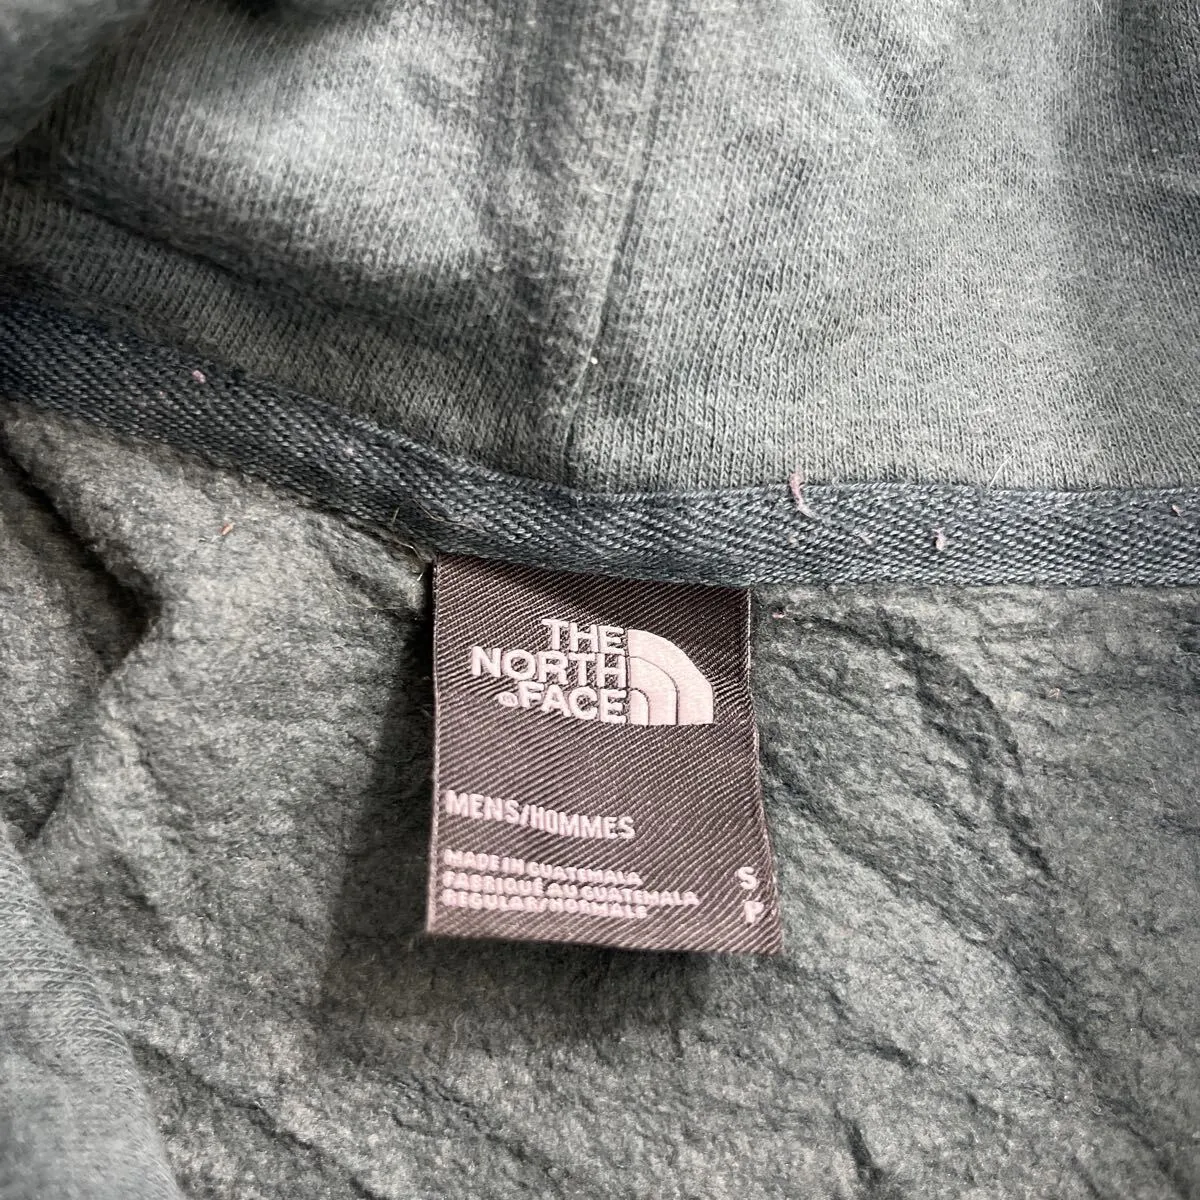 THE
NORTH
FACE
MENS/HOMMES
MADE IN GUATEMALA
FABRIQUÉ AU GUATEMALA
REGULAR/NORMALE
S
P